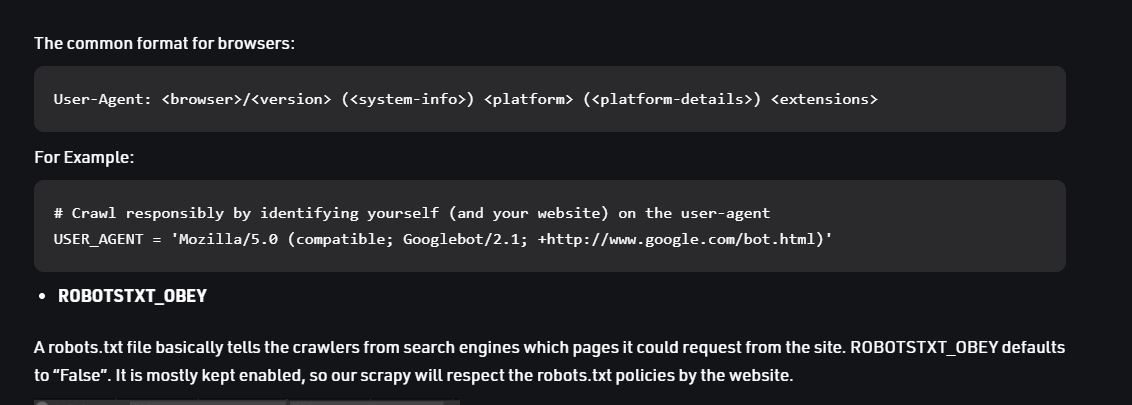 The common format for browsers:
User-Agent: <browser>/<version> (<system-info>) <platform> (<platform-details>) <extensions>
For Example:
# Crawl responsibly by identifying yourself (and your website) on the user-agent
USER_AGENT = 'Mozilla/5.0 (compatible; Googlebot/2.1; +http://www.google.com/bot.html)'
• ROBOTSTXT_OBEY
A robots.txt file basically tells the crawlers from search engines which pages it could request from the site. ROBOTSTXT_OBEY defaults
to “False”. It is mostly kept enabled, so our scrapy will respect the robots.txt policies by the website.